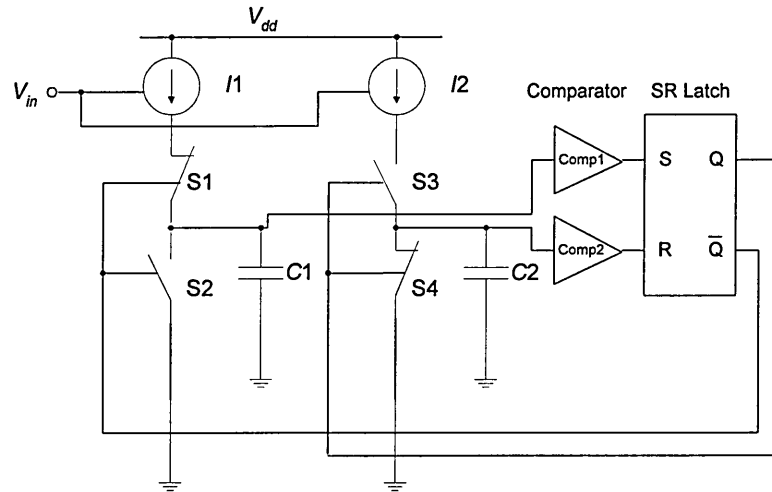 V_dd
I1
I2
V_in
Comparator
SR Latch
Comp1
S
Q
S1
S3
Comp2
R
Q̅
S2
C1
S4
C2